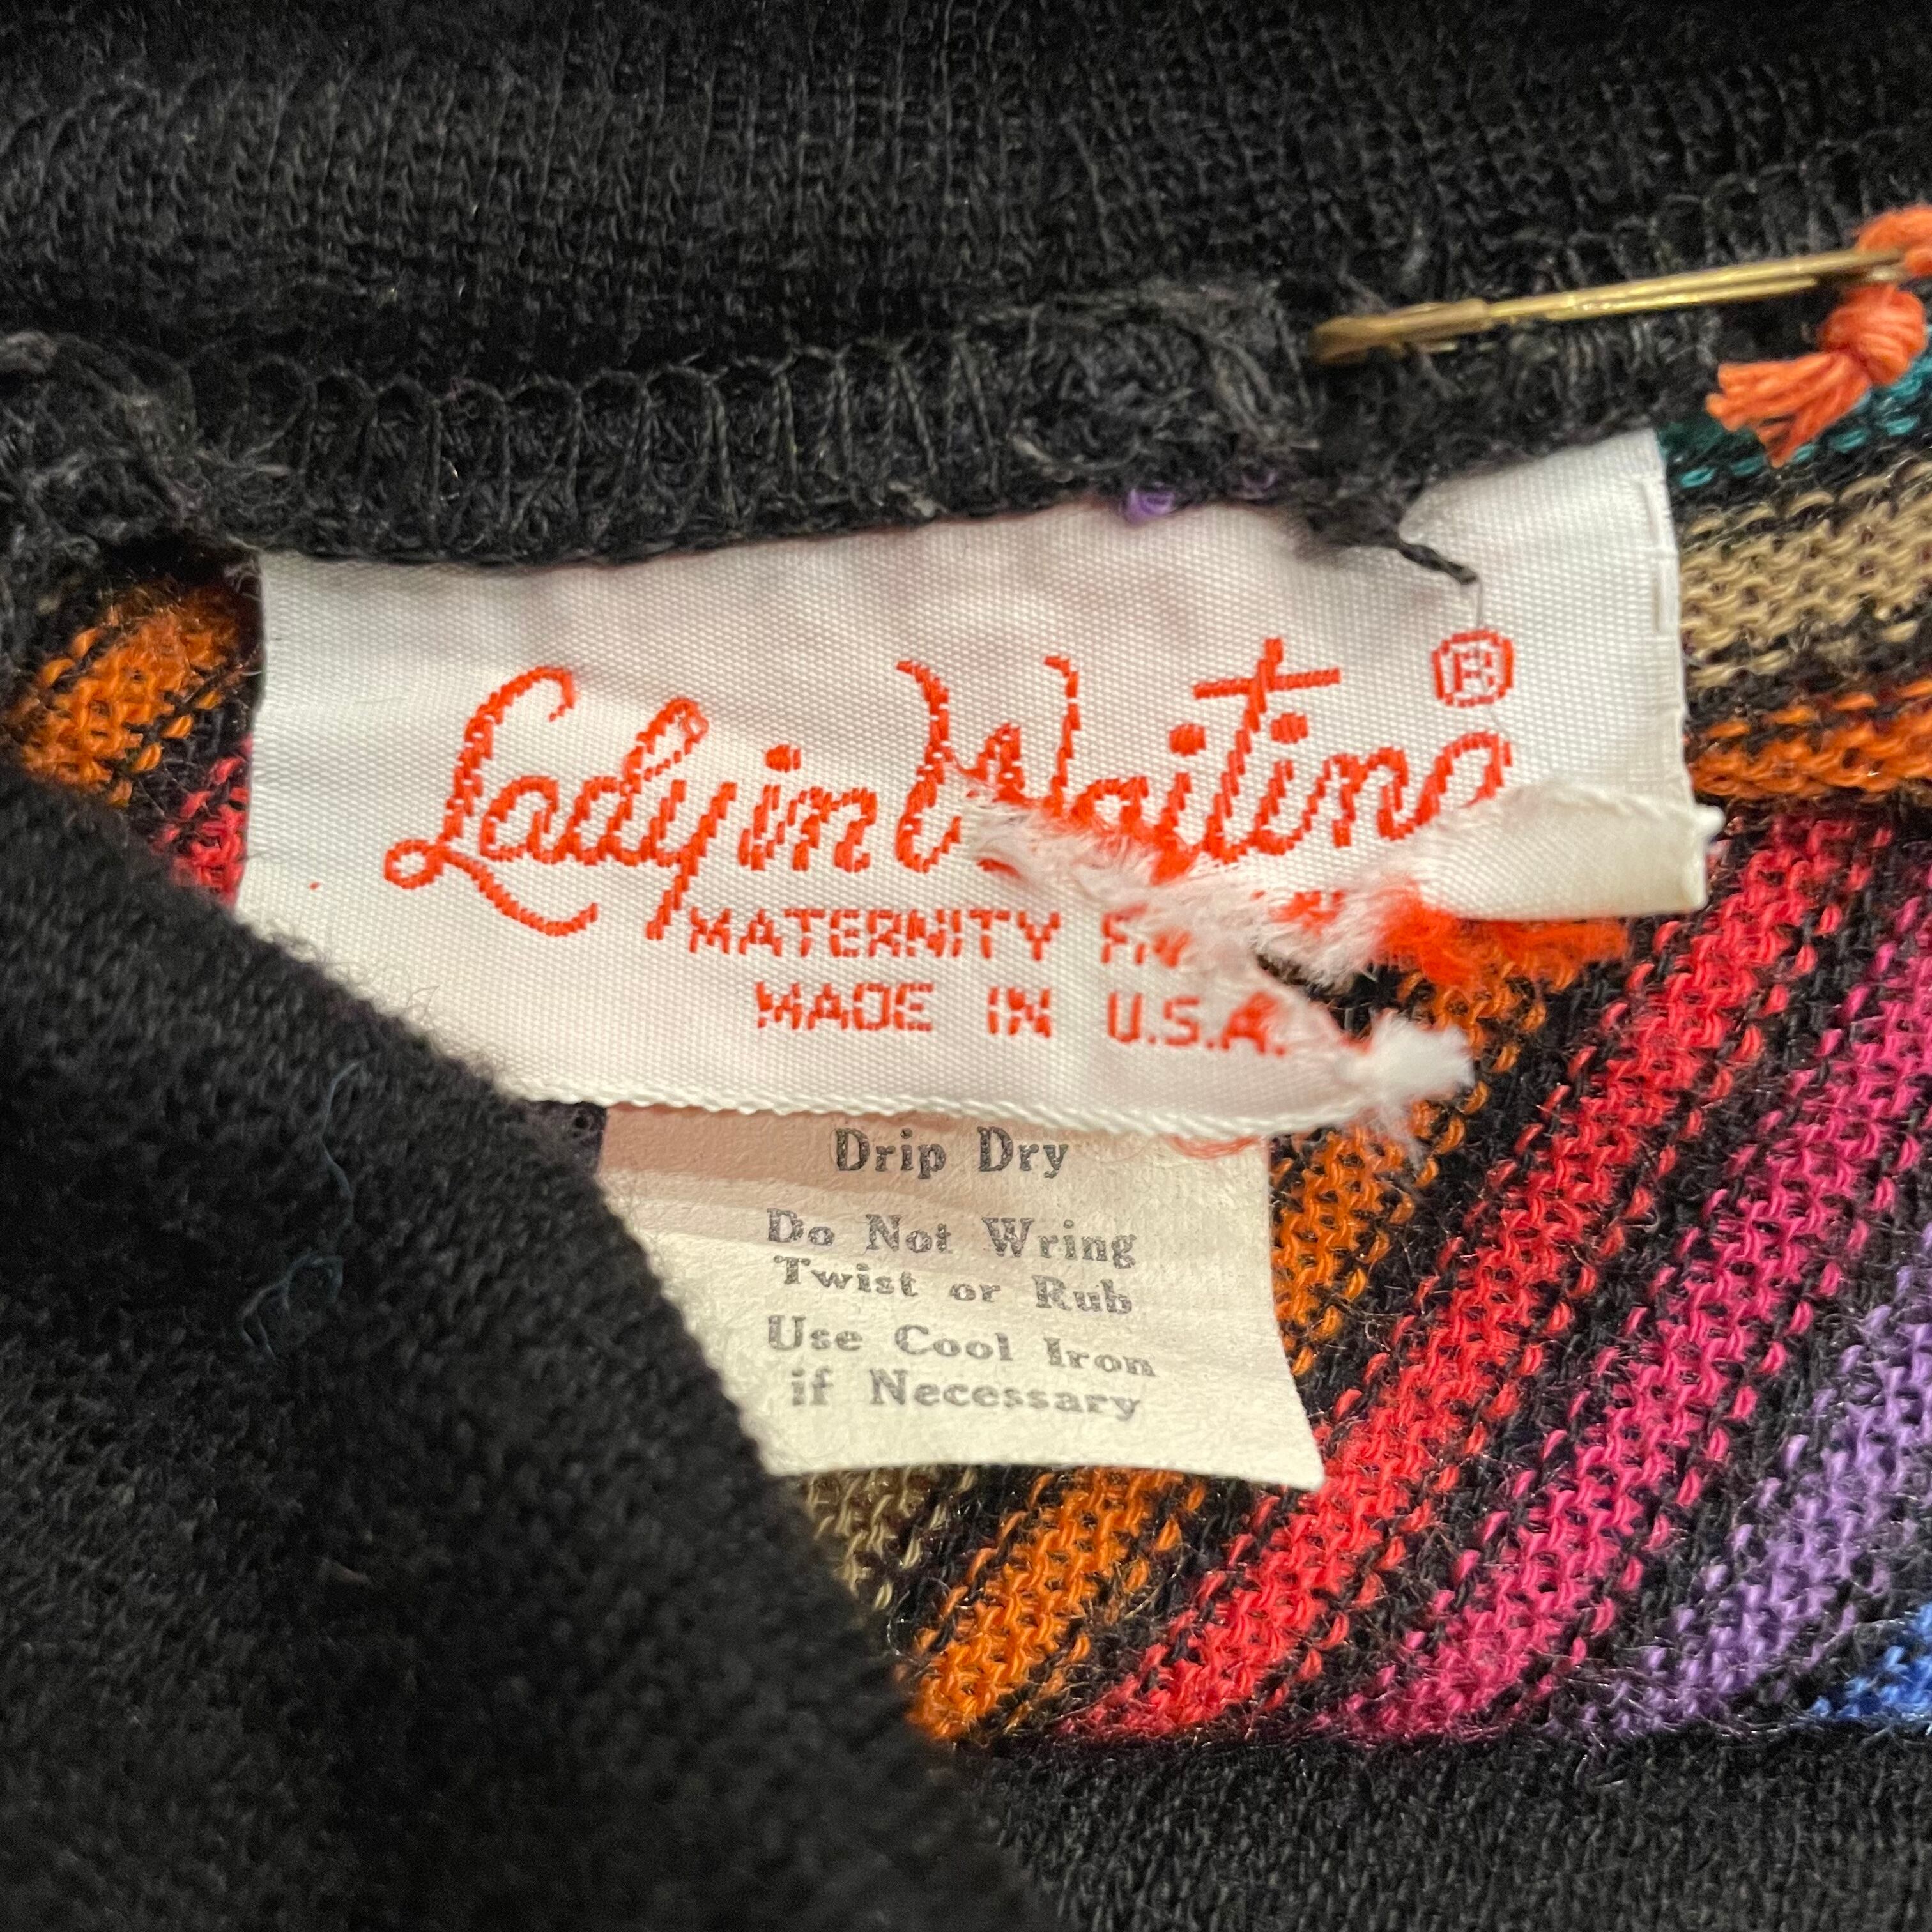 Lady in Waiting ®
MATERNITY
MADE IN U.S.A.
Drip Dry
Do Not Wring
Twist or Rub
Use Cool Iron
if Necessary